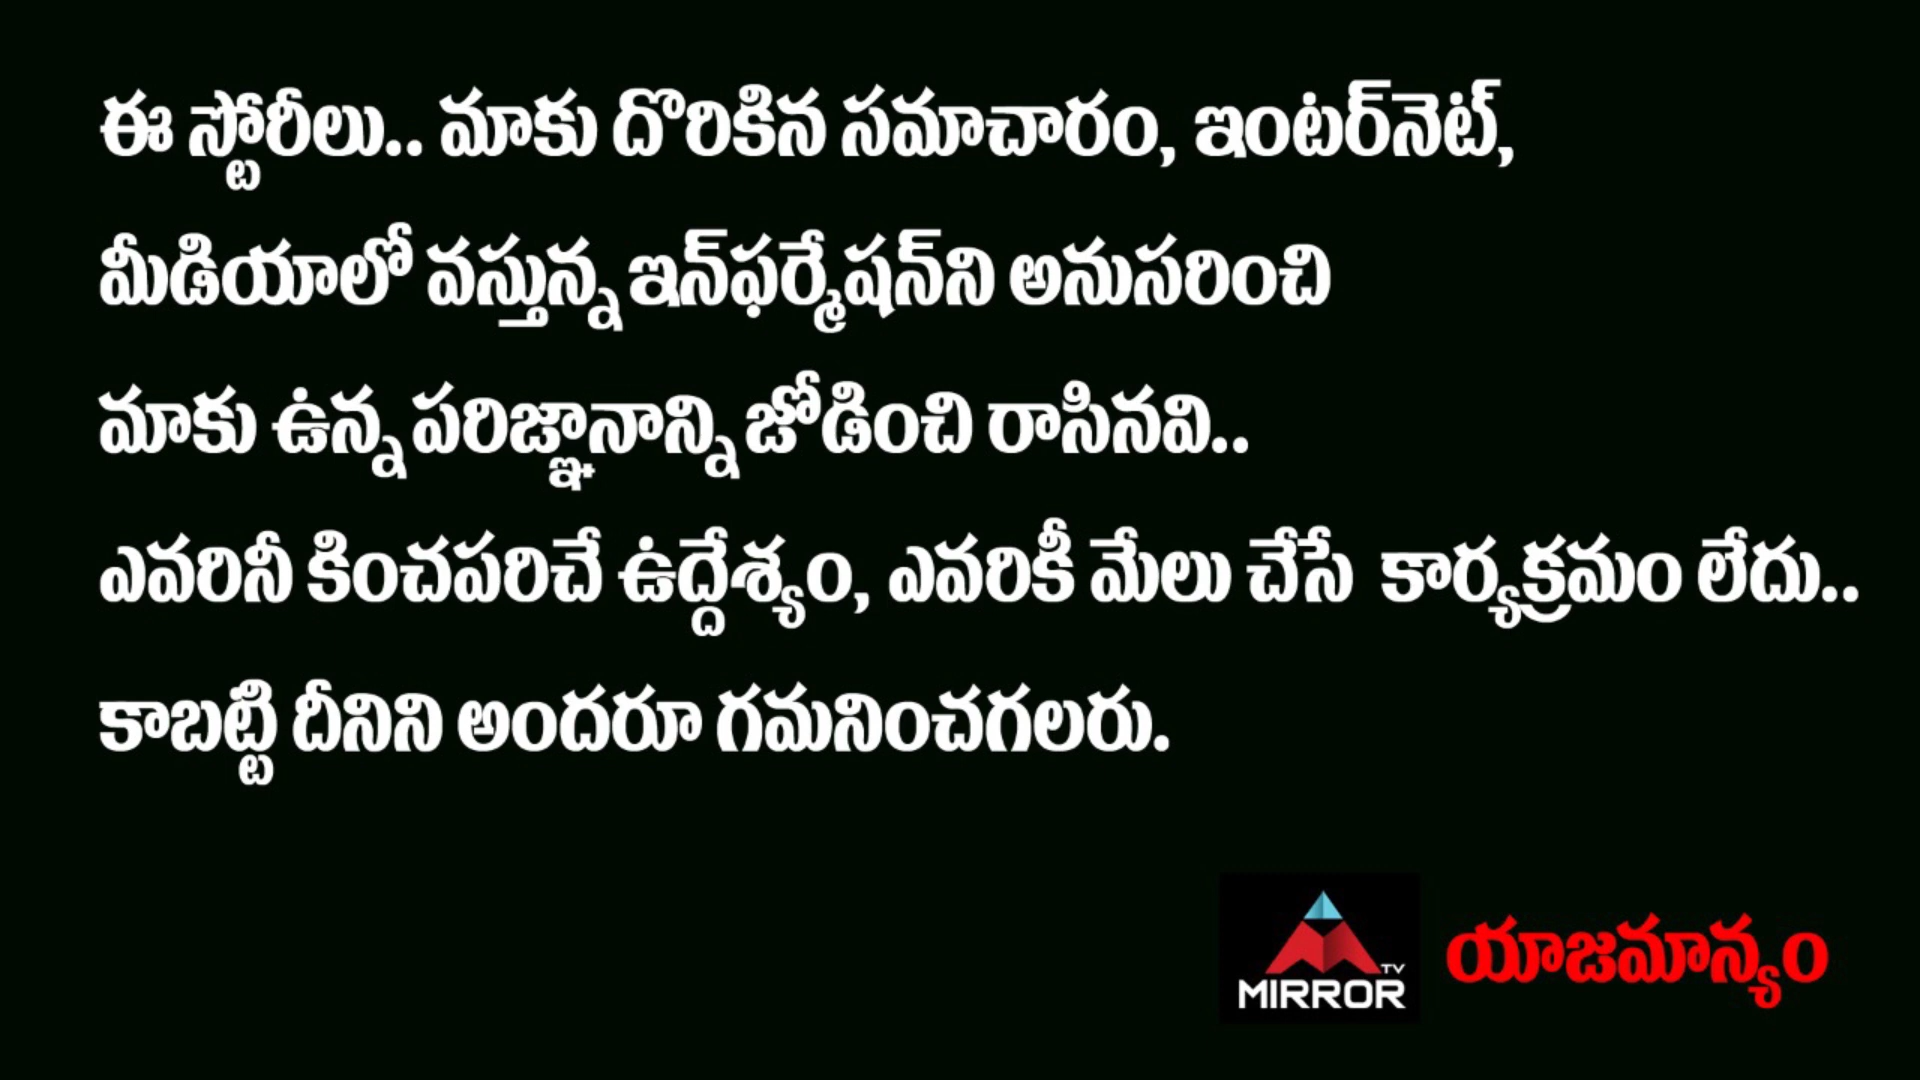 ఈ స్టోరీలు.. మాకు దొరికిన సమాచారం, ఇంటర్‌నెట్,
మీడియాలో వస్తున్న ఇన్‌ఫర్మేషన్‌ని అనుసరించి
మాకు ఉన్న పరిజ్ఞానాన్ని జోడించి రాసినవి..
ఎవరినీ కించపరిచే ఉద్దేశ్యం, ఎవరికీ మేలు చేసే కార్యక్రమం లేదు..
కాబట్టి దీనిని అందరూ గమనించగలరు.
MIRROR TV యాజమాన్యం